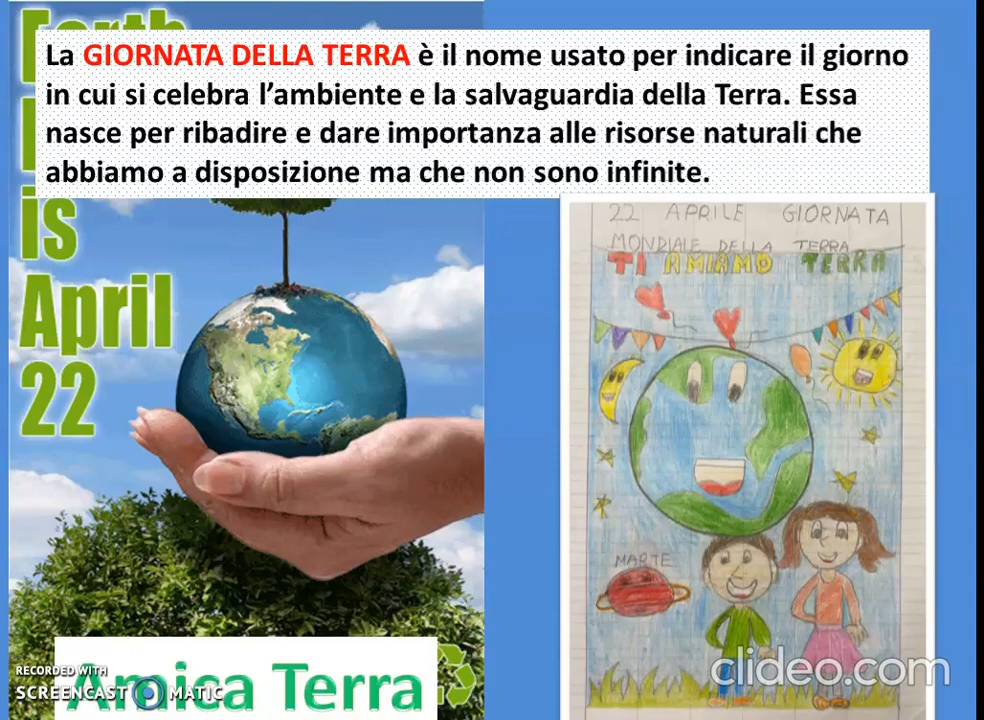 La GIORNATA DELLA TERRA è il nome usato per indicare il giorno
in cui si celebra l’ambiente e la salvaguardia della Terra. Essa
nasce per ribadire e dare importanza alle risorse naturali che
abbiamo a disposizione ma che non sono infinite.
Earth
is
April
22
22 APRILE GIORNATA
MONDIALE DELLA TERRA
TI AMIAMO TERRA
MARTE
Amica Terra
RECORDED WITH
SCREENCAST MATIC
clideo.com